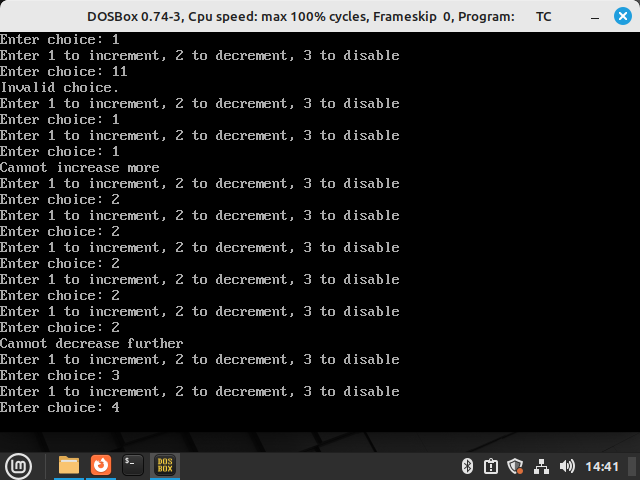 DOSBox 0.74-3, Cpu speed: max 100% cycles, Frameskip 0, Program: TC
Enter choice: 1
Enter 1 to increment, 2 to decrement, 3 to disable
Enter choice: 11
Invalid choice.
Enter 1 to increment, 2 to decrement, 3 to disable
Enter choice: 1
Enter 1 to increment, 2 to decrement, 3 to disable
Enter choice: 1
Cannot increase more
Enter 1 to increment, 2 to decrement, 3 to disable
Enter choice: 2
Enter 1 to increment, 2 to decrement, 3 to disable
Enter choice: 2
Enter 1 to increment, 2 to decrement, 3 to disable
Enter choice: 2
Enter 1 to increment, 2 to decrement, 3 to disable
Enter choice: 2
Enter 1 to increment, 2 to decrement, 3 to disable
Enter choice: 2
Cannot decrease further
Enter 1 to increment, 2 to decrement, 3 to disable
Enter choice: 3
Enter 1 to increment, 2 to decrement, 3 to disable
Enter choice: 4
$_
DOS
BOX
14:41